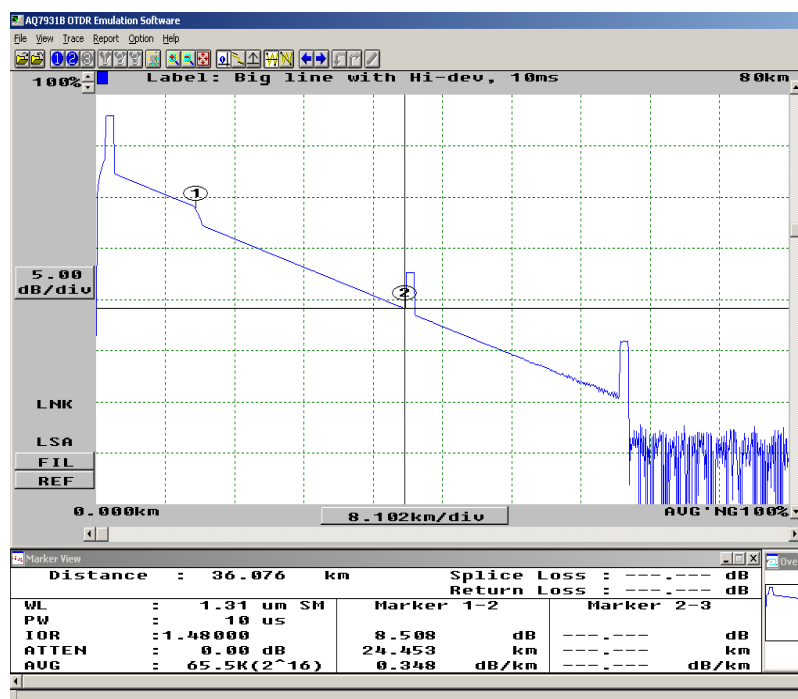 AQ7931B OTDR Emulation Software
File View Trace Report Option Help
100% Label: Big line with Hi-dev, 10ms 80km
1
2
5.00
dB/div
LNK
LSA
FIL
REF
0.000km 8.102km/div AVG'NG100%
Marker View Ove
Distance : 36.076 km Splice Loss : ---.--- dB
Return Loss : ---.--- dB
WL : 1.31 um SM Marker 1-2 Marker 2-3
PW : 10 us
IOR :1.48000 8.508 dB ---.--- dB
ATTEN : 0.00 dB 24.453 km ---.--- km
AVG : 65.5K(2^16) 0.348 dB/km ---.--- dB/km